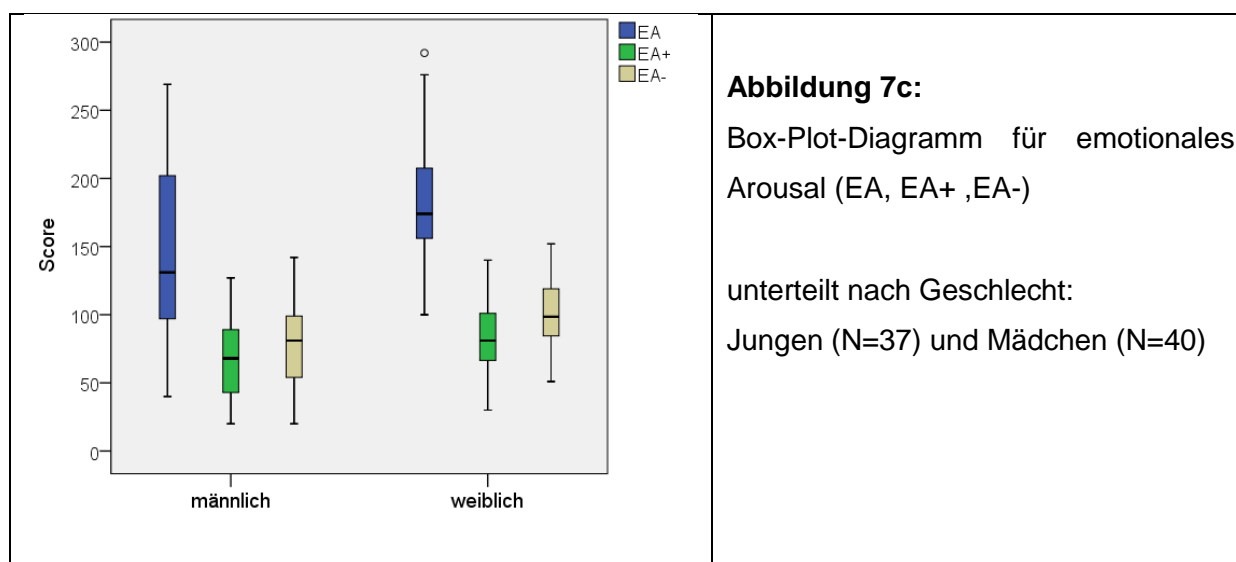 300
250
200
150
100
50
0
Score
männlich
weiblich
EA
EA+
EA-
Abbildung 7c:
Box-Plot-Diagramm für emotionales
Arousal (EA, EA+ ,EA-)
unterteilt nach Geschlecht:
Jungen (N=37) und Mädchen (N=40)